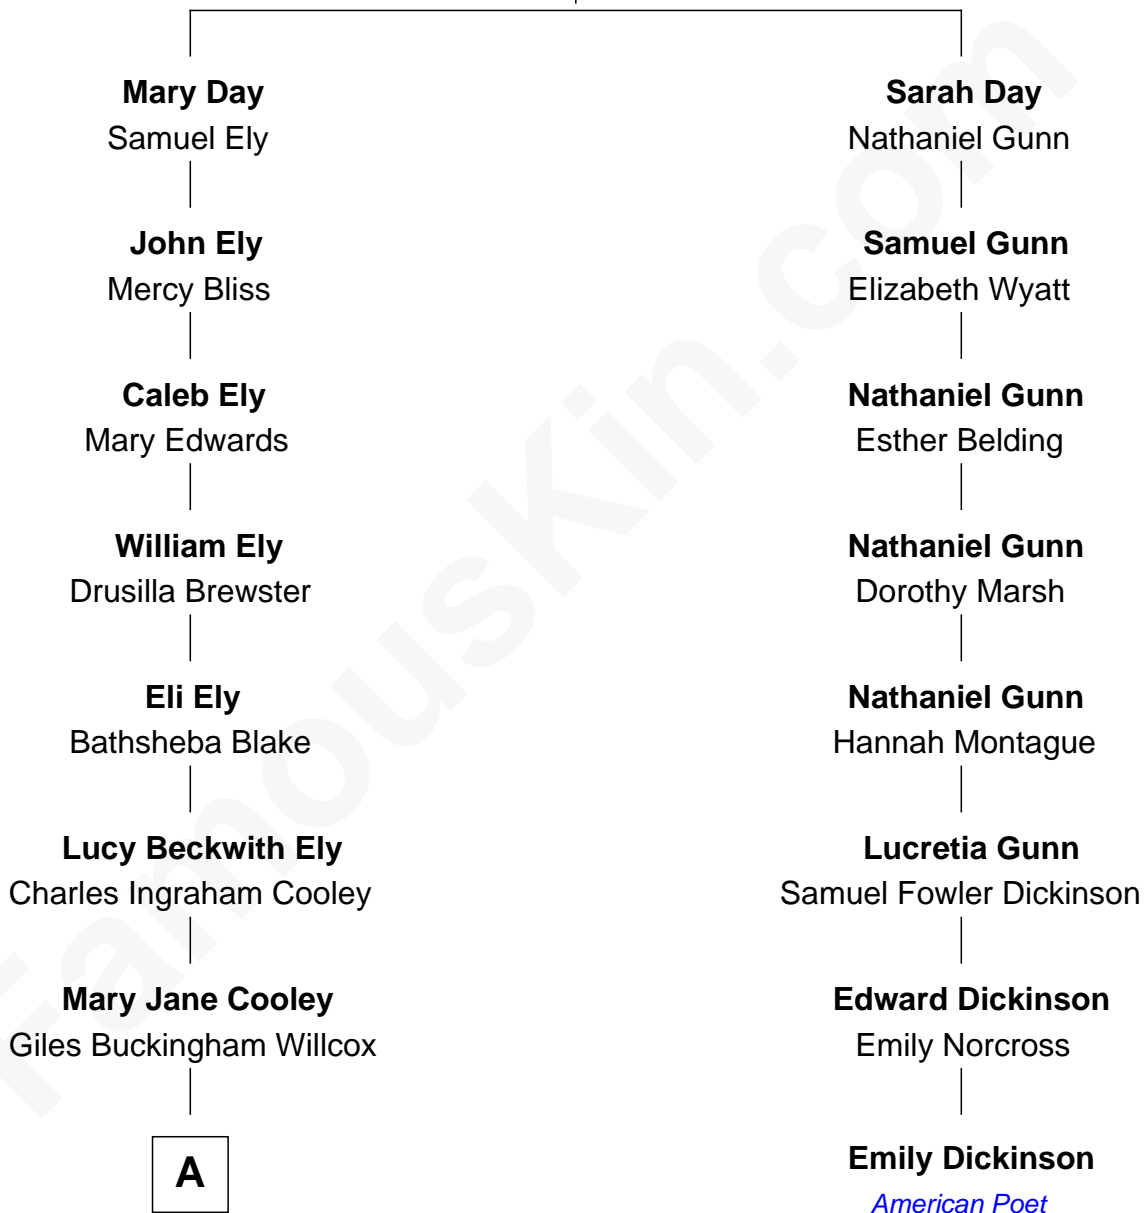 Mary Day
Samuel Ely
John Ely
Mercy Bliss
Caleb Ely
Mary Edwards
William Ely
Drusilla Brewster
Eli Ely
Bathsheba Blake
Lucy Beckwith Ely
Charles Ingraham Cooley
Mary Jane Cooley
Giles Buckingham Willcox
A
Sarah Day
Nathaniel Gunn
Samuel Gunn
Elizabeth Wyatt
Nathaniel Gunn
Esther Belding
Nathaniel Gunn
Dorothy Marsh
Nathaniel Gunn
Hannah Montague
Lucretia Gunn
Samuel Fowler Dickinson
Edward Dickinson
Emily Norcross
Emily Dickinson
American Poet
FamousKin.com